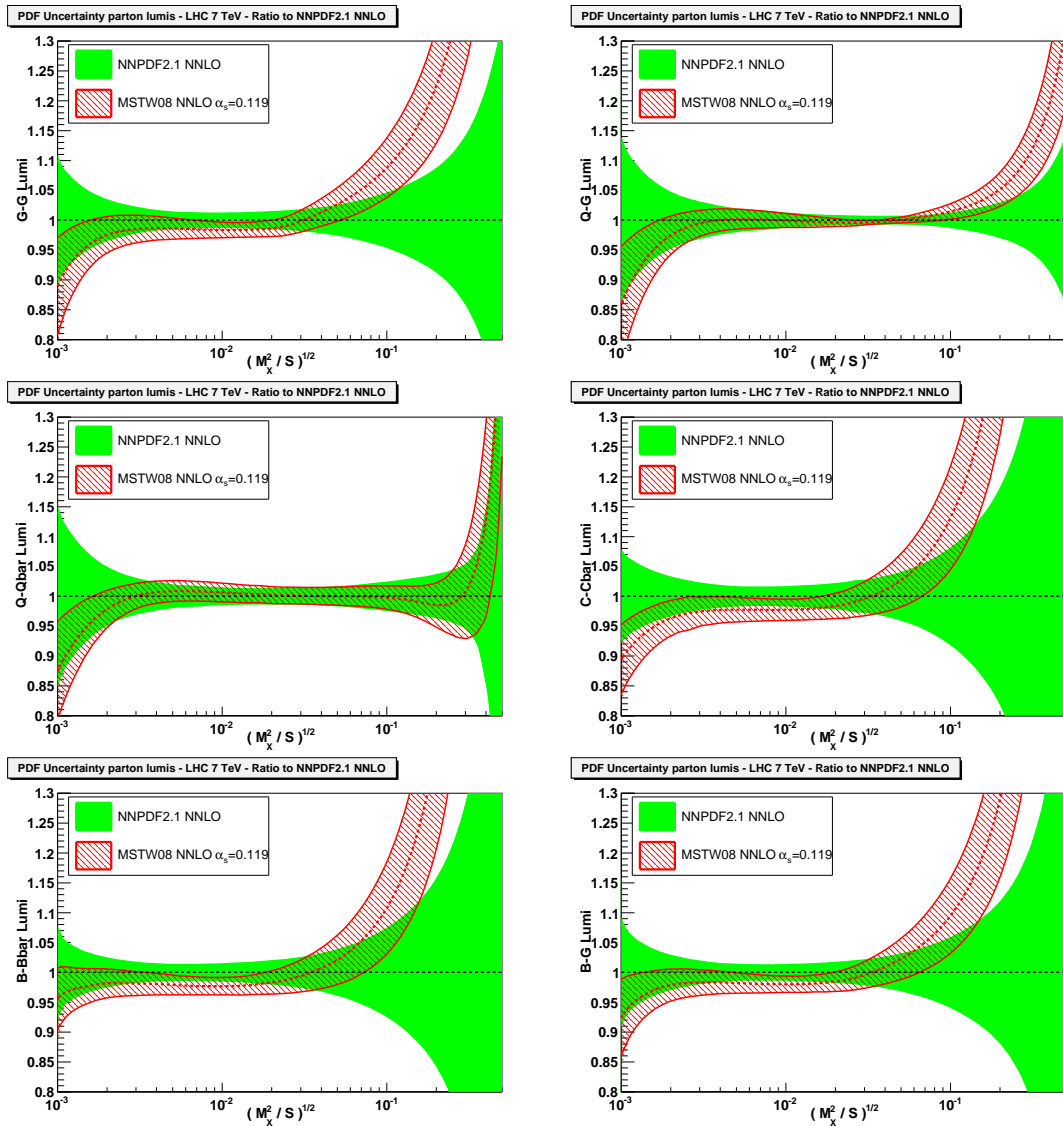 PDF Uncertainty parton lumis - LHC 7 TeV - Ratio to NNPDF2.1 NNLO
NNPDF2.1 NNLO
MSTW08 NNLO αs=0.119
G-G Lumi
1.3
1.25
1.2
1.15
1.1
1.05
1
0.95
0.9
0.85
0.8
10-3 10-2 10-1
( M2X / S )1/2
PDF Uncertainty parton lumis - LHC 7 TeV - Ratio to NNPDF2.1 NNLO
NNPDF2.1 NNLO
MSTW08 NNLO αs=0.119
Q-G Lumi
1.3
1.25
1.2
1.15
1.1
1.05
1
0.95
0.9
0.85
0.8
10-3 10-2 10-1
( M2X / S )1/2
PDF Uncertainty parton lumis - LHC 7 TeV - Ratio to NNPDF2.1 NNLO
NNPDF2.1 NNLO
MSTW08 NNLO αs=0.119
Q-Qbar Lumi
1.3
1.25
1.2
1.15
1.1
1.05
1
0.95
0.9
0.85
0.8
10-3 10-2 10-1
( M2X / S )1/2
PDF Uncertainty parton lumis - LHC 7 TeV - Ratio to NNPDF2.1 NNLO
NNPDF2.1 NNLO
MSTW08 NNLO αs=0.119
C-Cbar Lumi
1.3
1.25
1.2
1.15
1.1
1.05
1
0.95
0.9
0.85
0.8
10-3 10-2 10-1
( M2X / S )1/2
PDF Uncertainty parton lumis - LHC 7 TeV - Ratio to NNPDF2.1 NNLO
NNPDF2.1 NNLO
MSTW08 NNLO αs=0.119
B-Bbar Lumi
1.3
1.25
1.2
1.15
1.1
1.05
1
0.95
0.9
0.85
0.8
10-3 10-2 10-1
( M2X / S )1/2
PDF Uncertainty parton lumis - LHC 7 TeV - Ratio to NNPDF2.1 NNLO
NNPDF2.1 NNLO
MSTW08 NNLO αs=0.119
B-G Lumi
1.3
1.25
1.2
1.15
1.1
1.05
1
0.95
0.9
0.85
0.8
10-3 10-2 10-1
( M2X / S )1/2